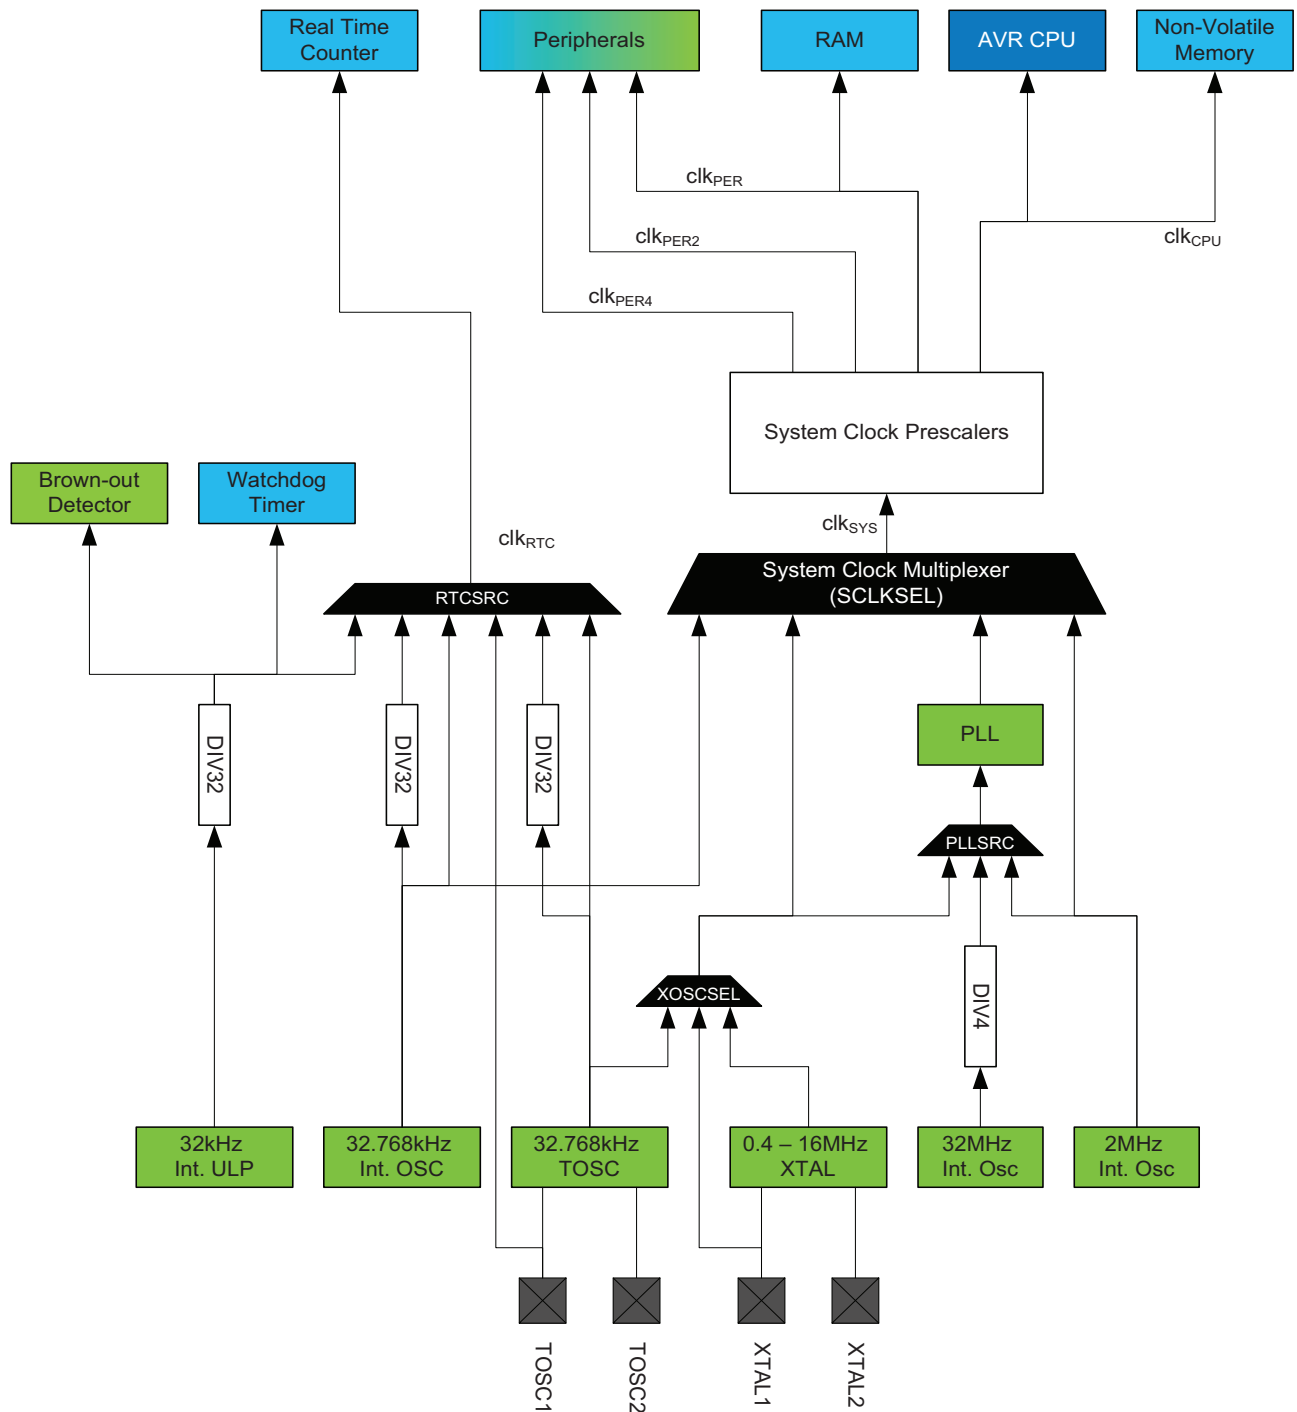 Real Time
Counter
Peripherals
RAM
AVR CPU
Non-Volatile
Memory
clkPER
clkPER2
clkCPU
clkPER4
System Clock Prescalers
Brown-out
Detector
Watchdog
Timer
clkRTC
clkSYS
System Clock Multiplexer
(SCLKSEL)
RTCSRC
DIV32
DIV32
DIV32
PLL
PLLSRC
XOSCSEL
DIV4
32kHz
Int. ULP
32.768kHz
Int. OSC
32.768kHz
TOSC
0.4 – 16MHz
XTAL
32MHz
Int. Osc
2MHz
Int. Osc
TOSC1
TOSC2
XTAL1
XTAL2